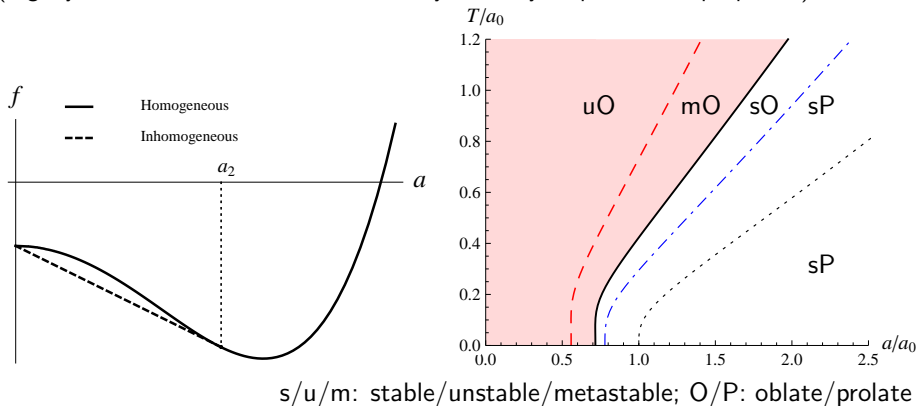 T/a₀
f
Homogeneous
Inhomogeneous
a₂
a
1.2
1.0
0.8
0.6
0.4
0.2
0.0
uO
mO
sO
sP
sP
0.0 0.5 1.0 1.5 2.0 2.5
a/a₀
s/u/m: stable/unstable/metastable; O/P: oblate/prolate